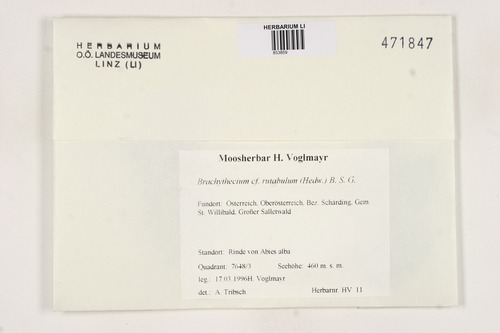 HERBARIUM
O.Ö. LANDESMUSEUM
LINZ (LI)
HERBARIUM LI
471847
Moosherbar H. Voglmayr
Brachythecium cf. rutabulum (Hedw.) B. S. G.
Fundort: Österreich, Oberösterreich, Bez. Schärding, Gem
St. Willibald, Großer Salletwald
Standort: Rinde von Abies alba
Quadrant: 7648/3 Seehöhe: 460 m. s. m.
leg.: 17.03.1996H. Voglmayr
det.: A. Tribsch Herbarnr. HV 11